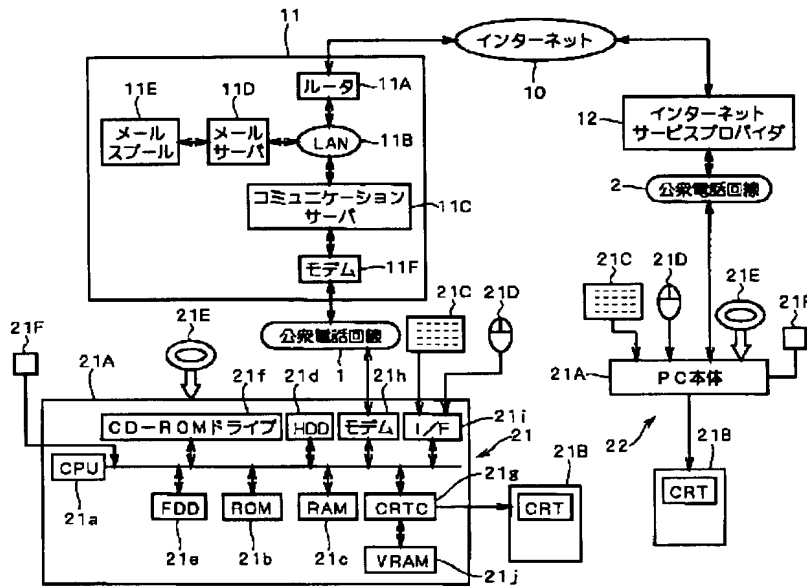 11
インターネット
10
ルータ
11A
11E
11D
メール
スプール
メール
サーバ
LAN
11B
12
インターネット
サービスプロバイダ
2
公衆電話回線
コミュニケーション
サーバ
11C
モデム
11F
21C
21D
21E
21F
21E
21C
21D
21F
公衆電話回線
1
21A
PC本体
22
21A
21f
21d
21h
CD-ROMドライブ
HDD
モデム
I/F
21i
21
CPU
21a
21g
21B
21B
CRT
FDD
ROM
RAM
CRTC
CRT
21e
21b
21c
VRAM
21j